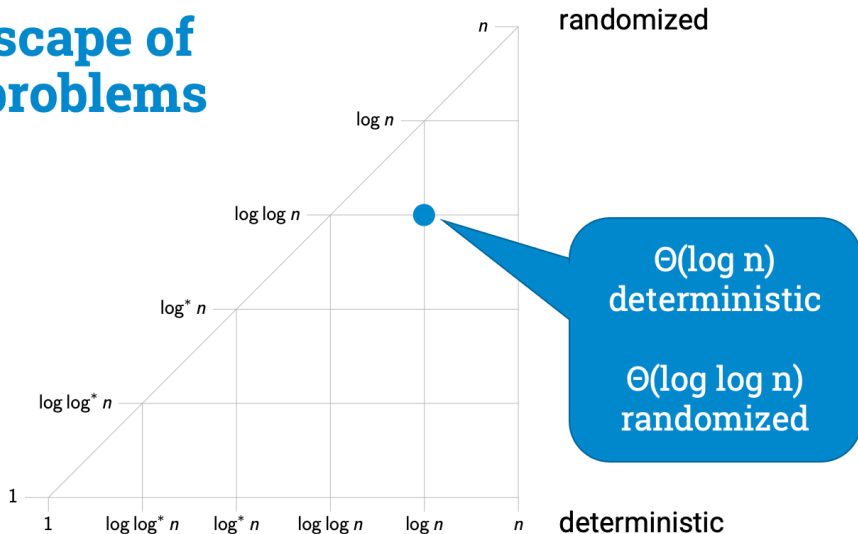 scape of
problems
randomized
n
log n
log log n
log* n
log log* n
1
Θ(log n)
deterministic
Θ(log log n)
randomized
1 log log* n log* n log log n log n n deterministic